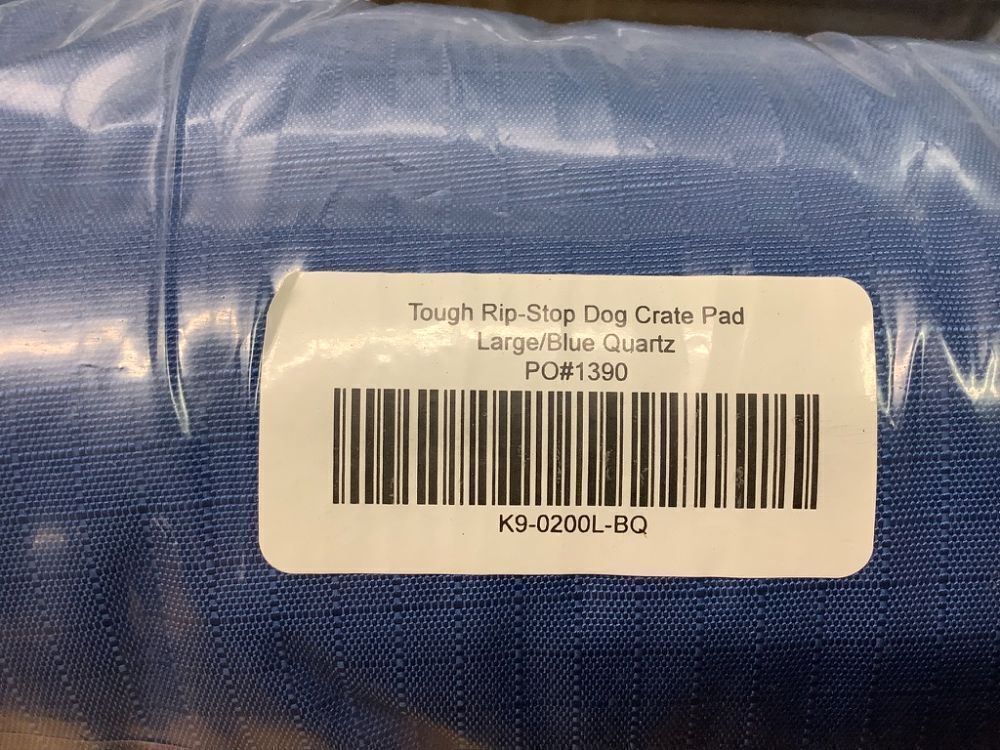 Tough Rip-Stop Dog Crate Pad
Large/Blue Quartz
PO#1390
K9-0200L-BQ